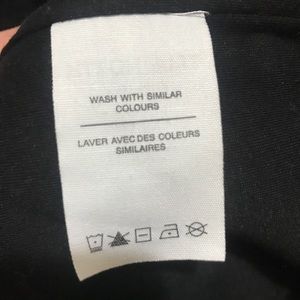 WASH WITH SIMILAR
COLOURS
LAVER AVEC DES COULEURS
SIMILAIRES